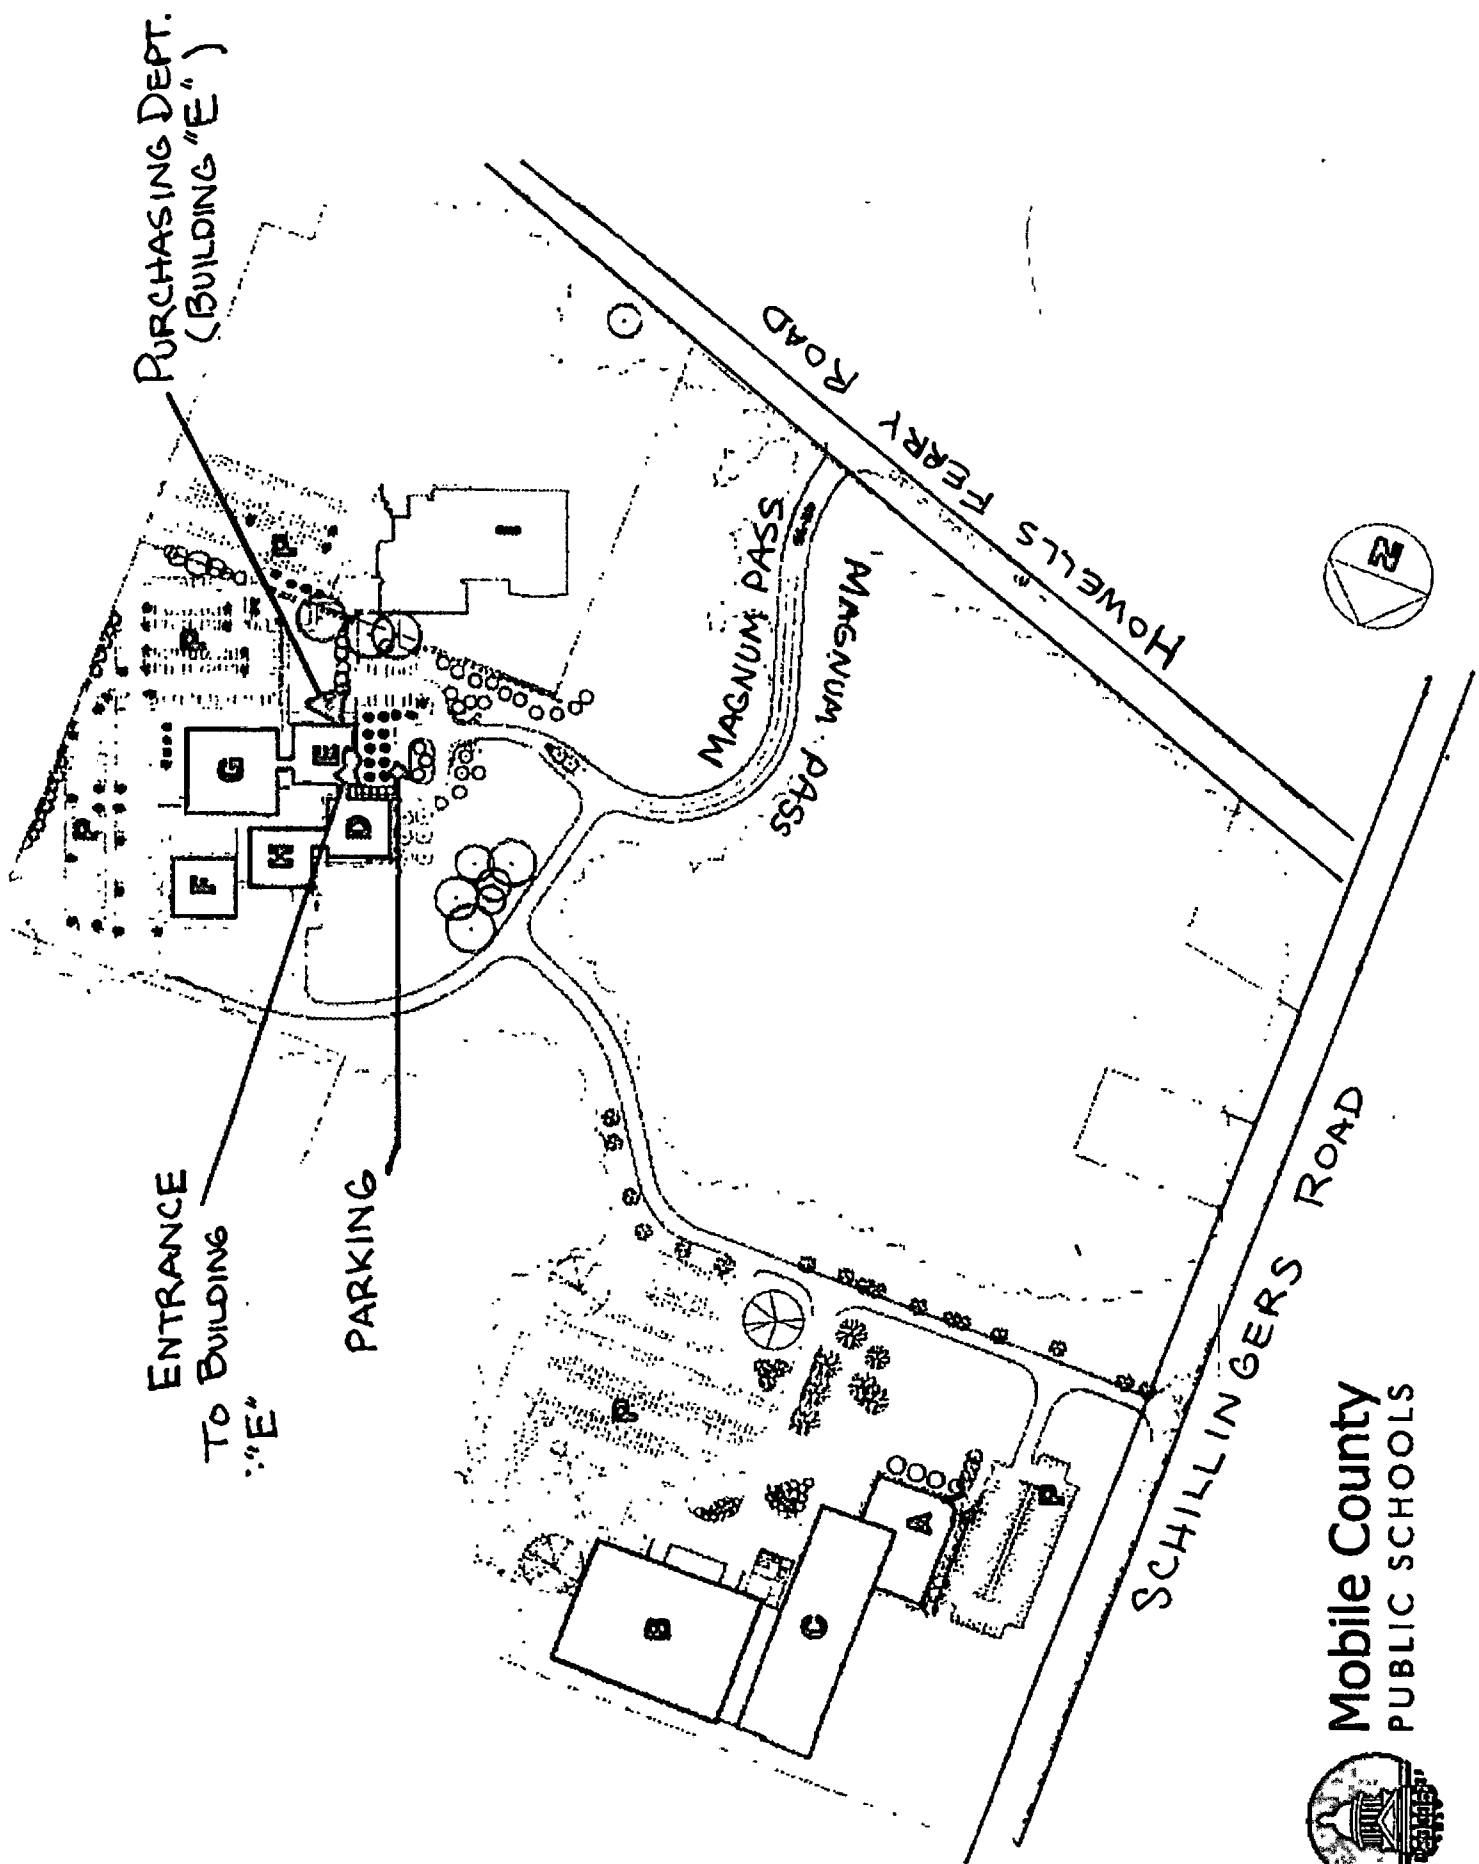 PURCHASING DEPT.
(BUILDING "E")
ENTRANCE
TO BUILDING
"E"
PARKING
P
P
P
G
E
D
H
F
MAGNUM PASS
MAGNUM PASS
HOWELLS FERRY ROAD
N
P
B
C
A
P
SCHILLINGERS ROAD
Mobile County
PUBLIC SCHOOLS